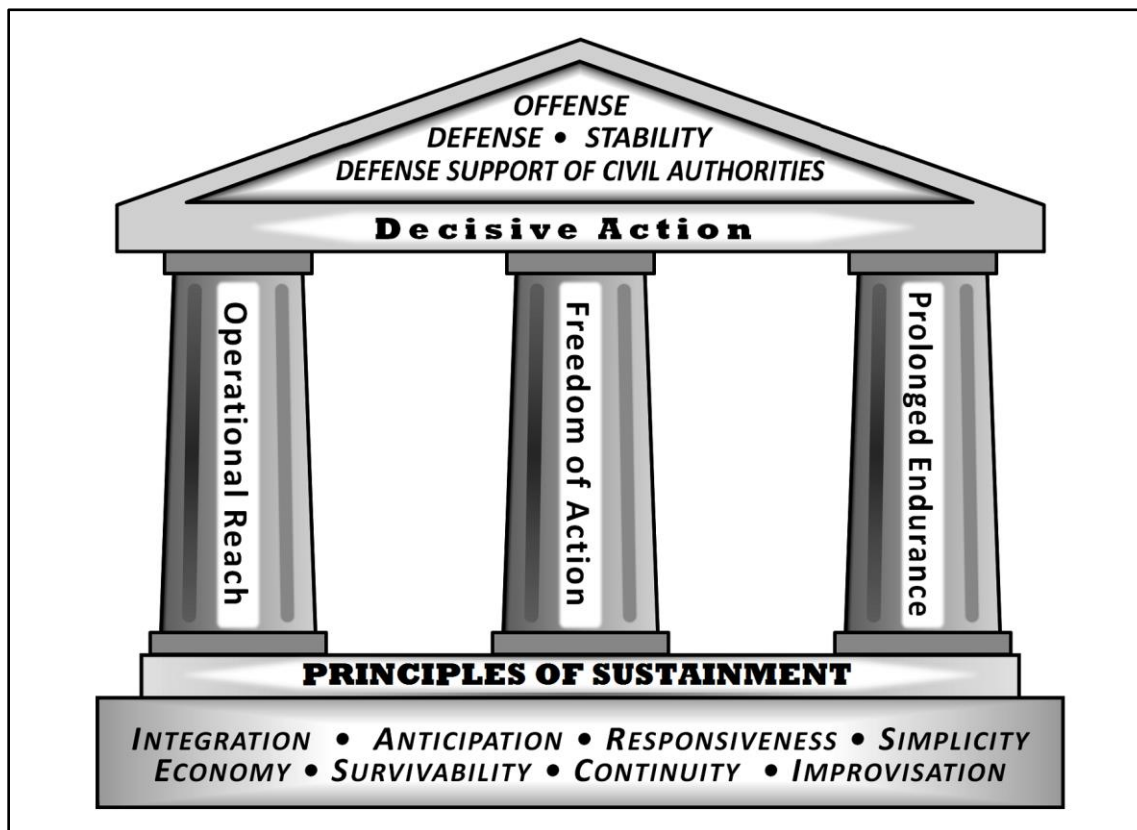 OFFENSE
DEFENSE • STABILITY
DEFENSE SUPPORT OF CIVIL AUTHORITIES
Decisive Action
Operational Reach
Freedom of Action
Prolonged Endurance
PRINCIPLES OF SUSTAINMENT
INTEGRATION • ANTICIPATION • RESPONSIVENESS • SIMPLICITY
ECONOMY • SURVIVABILITY • CONTINUITY • IMPROVISATION